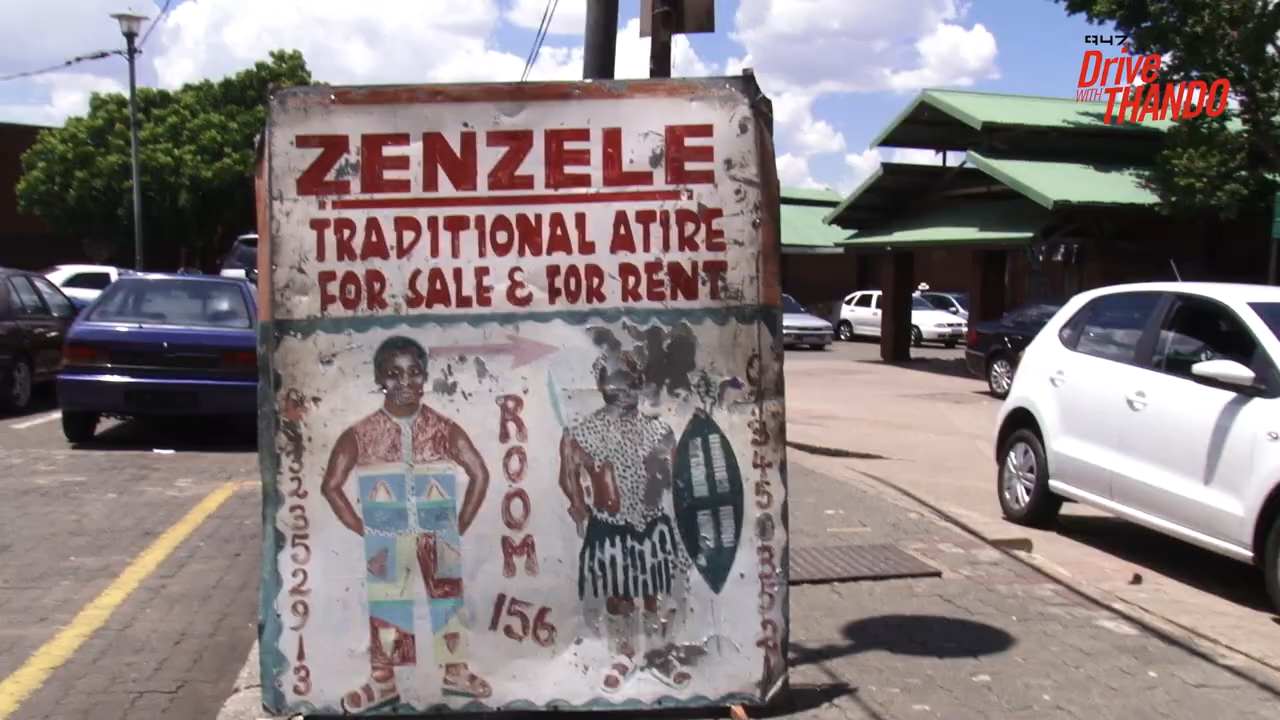 947
Drive
WITH THANDO
ZENZELE
TRADITIONAL ATIRE
FOR SALE & FOR RENT
ROOM
156